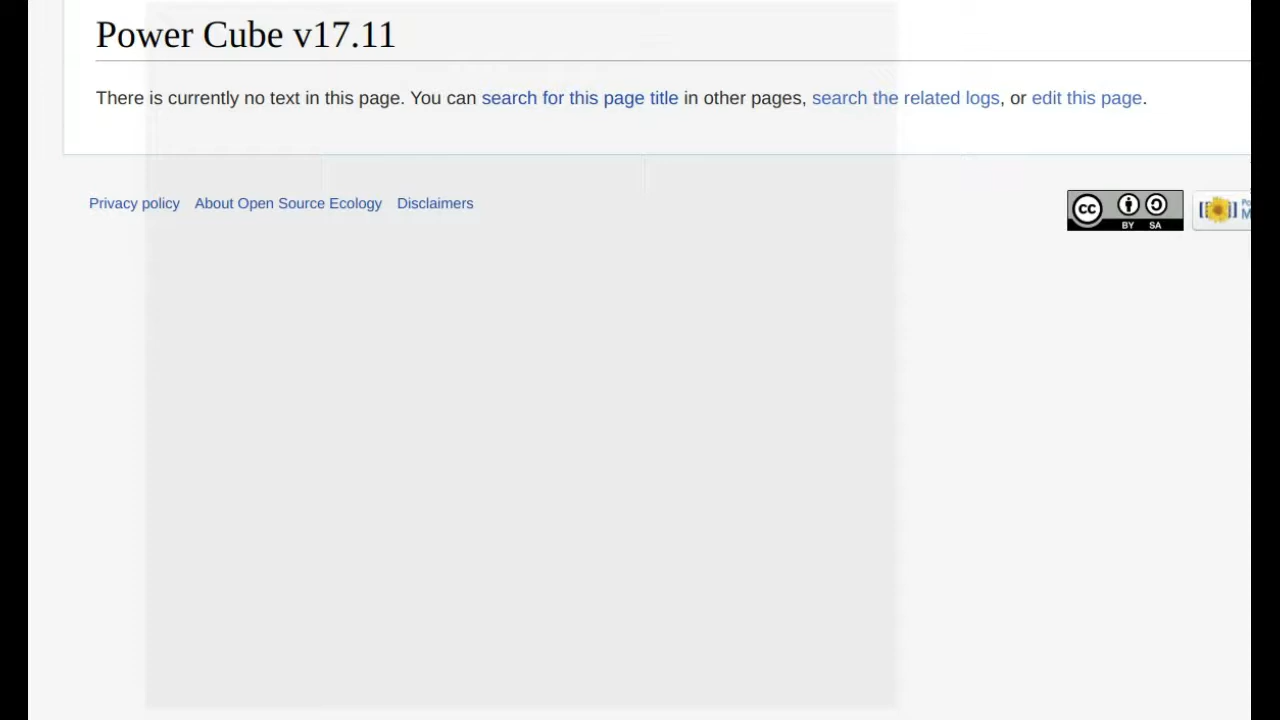 Power Cube v17.11
There is currently no text in this page. You can search for this page title in other pages, search the related logs, or edit this page.
Privacy policy About Open Source Ecology Disclaimers
cc BY SA